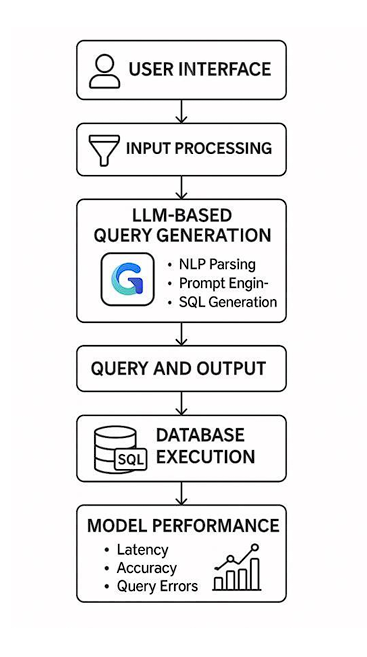 USER INTERFACE
INPUT PROCESSING
LLM-BASED
QUERY GENERATION
G
• NLP Parsing
• Prompt Engin-
• SQL Generation
QUERY AND OUTPUT
DATABASE
EXECUTION
SQL
MODEL PERFORMANCE
• Latency
• Accuracy
• Query Errors